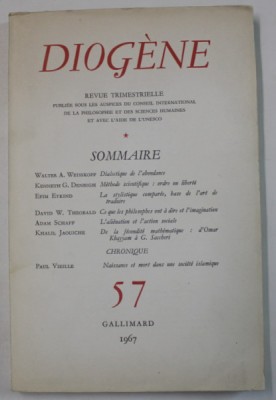 DIOGÈNE
REVUE TRIMESTRIELLE
PUBLIÉE SOUS LES AUSPICES DU CONSEIL INTERNATIONAL
DE LA PHILOSOPHIE ET DES SCIENCES HUMAINES
ET AVEC L'AIDE DE L'UNESCO
SOMMAIRE
WALTER A. WEISSKOPF Dialectique de l'abondance
KENNETH G. DENBIGH Méthode scientifique : ordre ou liberté
EFIM ETKIND La stylistique comparée, base de l'art de
traduire
DAVID W. THEOBALD Ce que les philosophes ont à dire et l'imagination
ADAM SCHAFF L'aliénation et l'action sociale
KHALIL JAOUICHE De la fécondité mathématique : d'Omar
Khayyam à G. Saccheri
CHRONIQUE
PAUL VIEILLE Naissance et mort dans une société islamique
57
GALLIMARD
1967